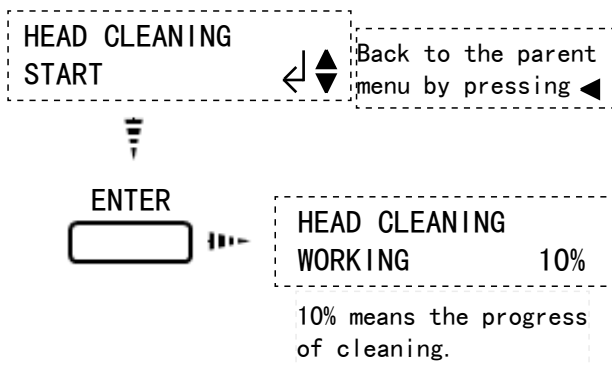 HEAD CLEANING
START
Back to the parent
menu by pressing
ENTER
HEAD CLEANING
WORKING 10%
10% means the progress
of cleaning.